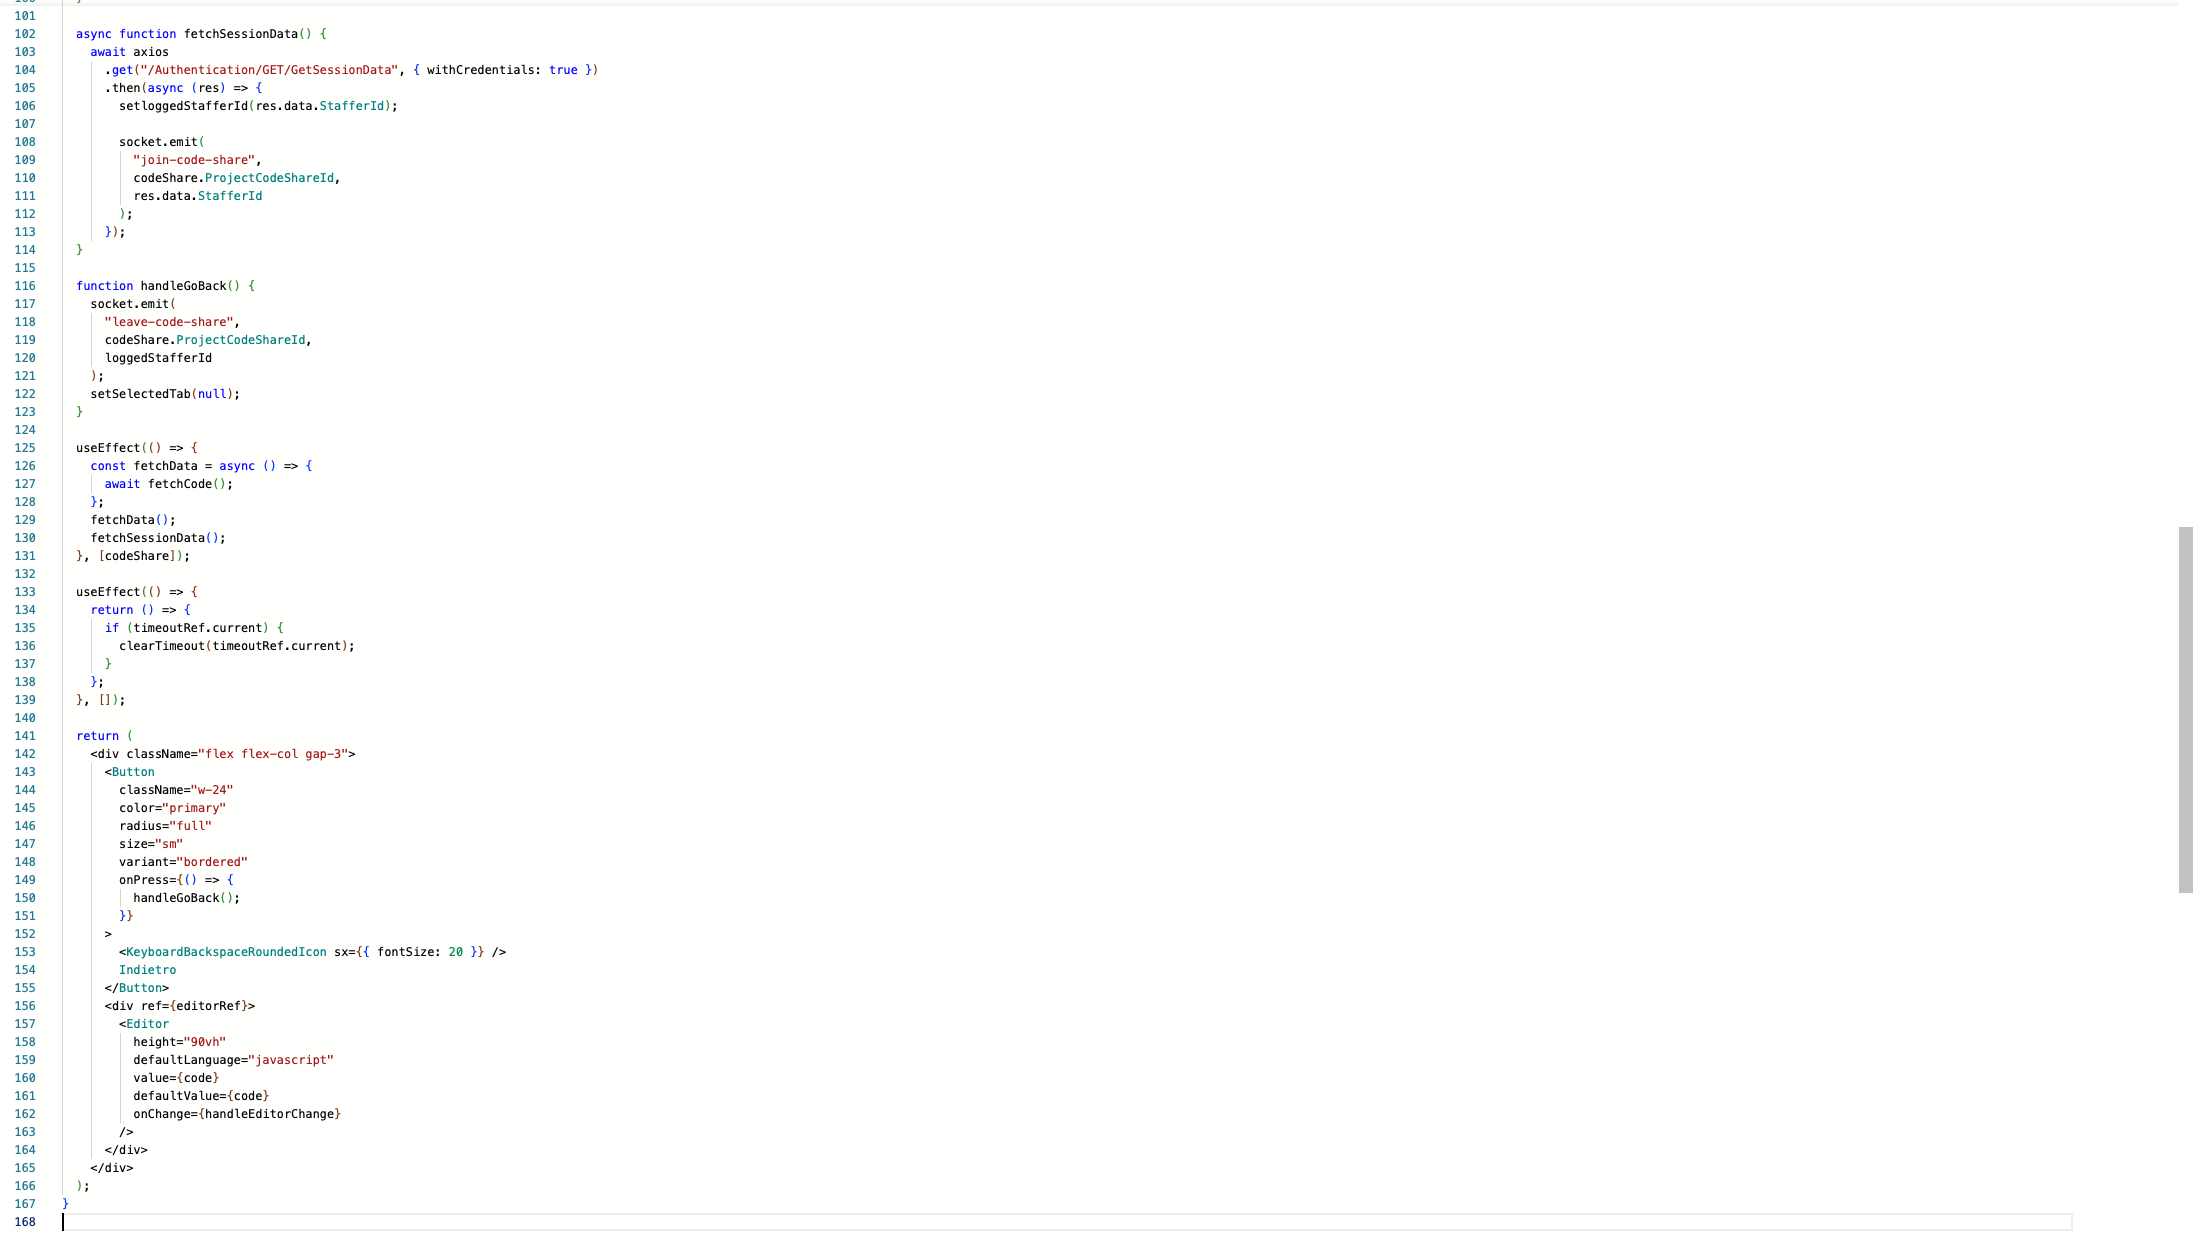 101
102 async function fetchSessionData() {
103 await axios
104 .get("/Authentication/GET/GetSessionData", { withCredentials: true })
105 .then(async (res) => {
106 setloggedStafferId(res.data.StafferId);
107
108 socket.emit(
109 "join-code-share",
110 codeShare.ProjectCodeShareId,
111 res.data.StafferId
112 );
113 });
114 }
115
116 function handleGoBack() {
117 socket.emit(
118 "leave-code-share",
119 codeShare.ProjectCodeShareId,
120 loggedStafferId
121 );
122 setSelectedTab(null);
123 }
124
125 useEffect(() => {
126 const fetchData = async () => {
127 await fetchCode();
128 };
129 fetchData();
130 fetchSessionData();
131 }, [codeShare]);
132
133 useEffect(() => {
134 return () => {
135 if (timeoutRef.current) {
136 clearTimeout(timeoutRef.current);
137 }
138 };
139 }, []);
140
141 return (
142 <div className="flex flex-col gap-3">
143 <Button
144 className="w-24"
145 color="primary"
146 radius="full"
147 size="sm"
148 variant="bordered"
149 onPress={() => {
150 handleGoBack();
151 }}
152 >
153 <KeyboardBackspaceRoundedIcon sx={{ fontSize: 20 }} />
154 Indietro
155 </Button>
156 <div ref={editorRef}>
157 <Editor
158 height="90vh"
159 defaultLanguage="javascript"
160 value={code}
161 defaultValue={code}
162 onChange={handleEditorChange}
163 />
164 </div>
165 </div>
166 );
167 }
168